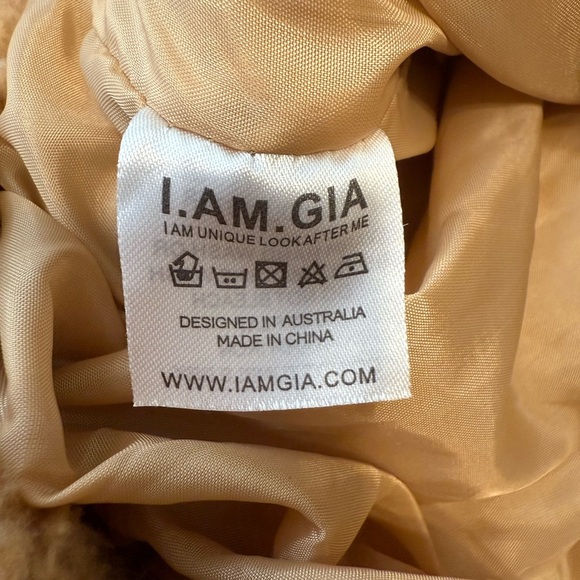 I.AM.GIA
I AM UNIQUE LOOK AFTER ME
DESIGNED IN AUSTRALIA
MADE IN CHINA
WWW.IAMGIA.COM